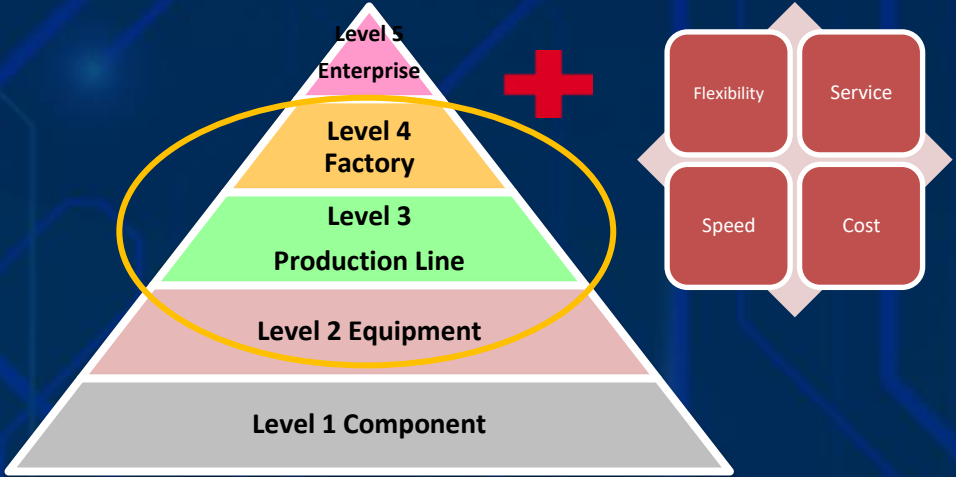 Level 5
Enterprise
Level 4
Factory
Level 3
Production Line
Level 2 Equipment
Level 1 Component
Flexibility
Service
Speed
Cost